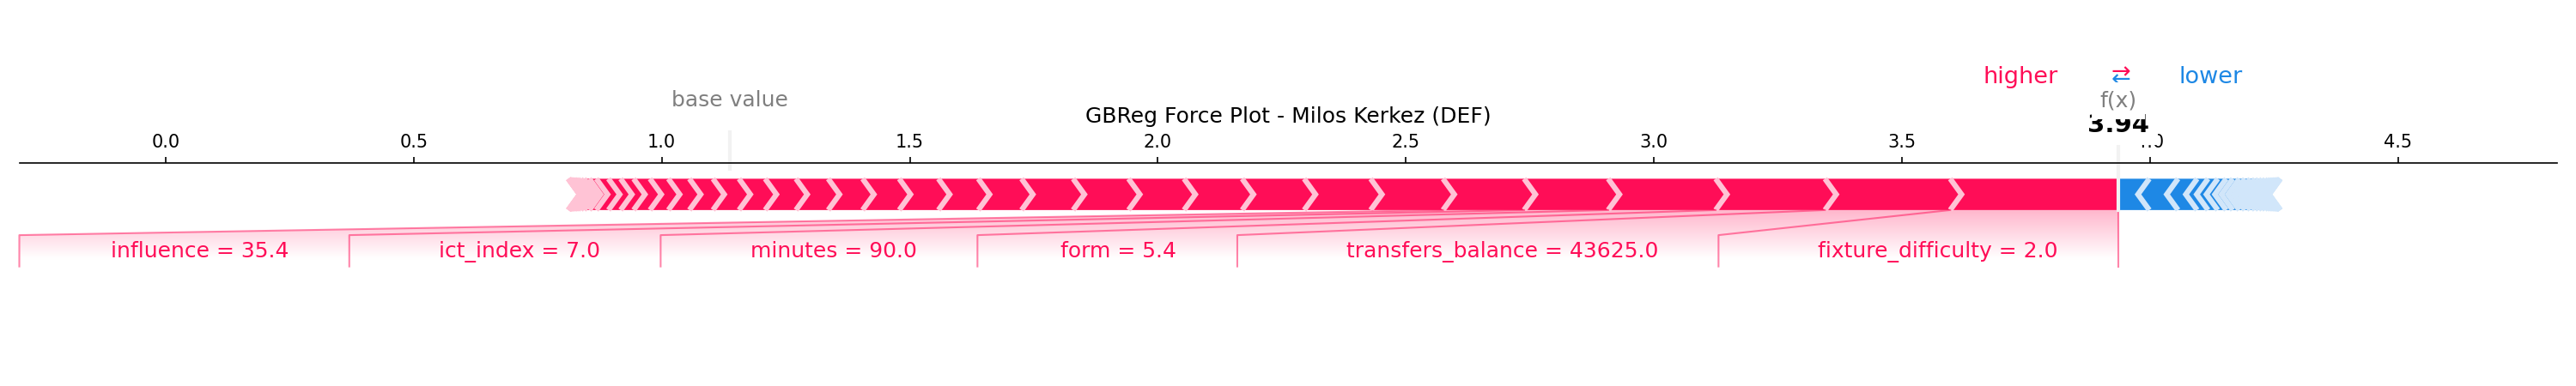 higher ⇄ lower
base value f(x)
GBReg Force Plot - Milos Kerkez (DEF)
3.94
0.0 0.5 1.0 1.5 2.0 2.5 3.0 3.5 4.5
influence = 35.4 ict_index = 7.0 minutes = 90.0 form = 5.4 transfers_balance = 43625.0 fixture_difficulty = 2.0